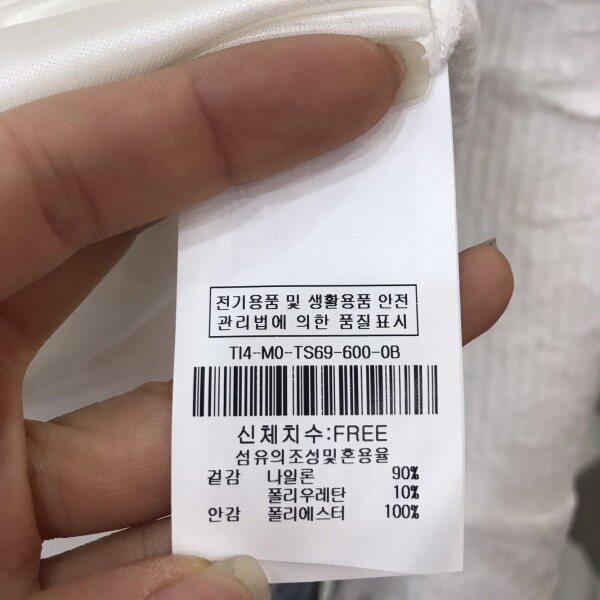 전기용품 및 생활용품 안전
관리법에 의한 품질표시
TI4-MO-TS69-600-0B
신체치수:FREE
섬유의조성및혼용율
겉감 나일론 90%
폴리우레탄 10%
안감 폴리에스터 100%